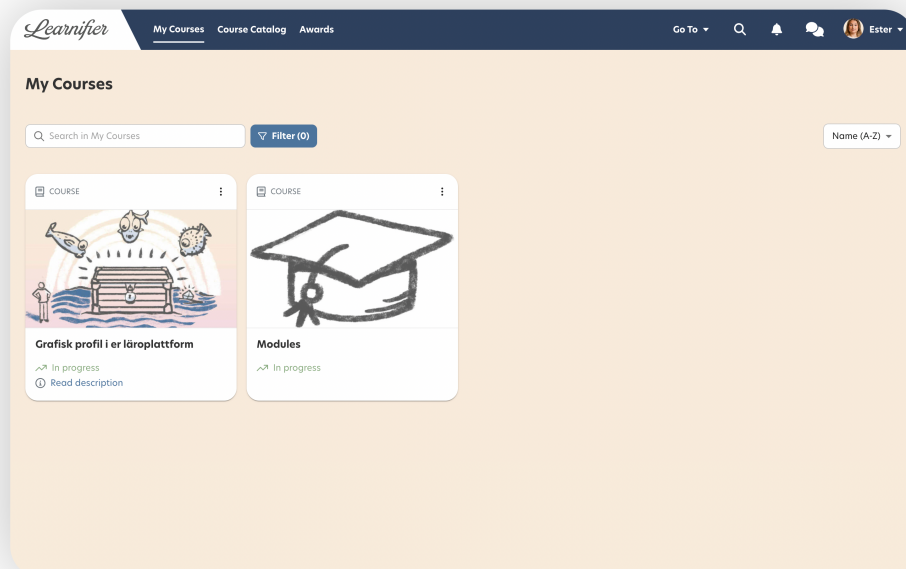 Learnifier
My Courses Course Catalog Awards
Go To
Ester
My Courses
Search in My Courses
Filter (0)
Name (A-Z)
COURSE
Grafisk profil i er läroplattform
In progress
Read description
COURSE
Modules
In progress